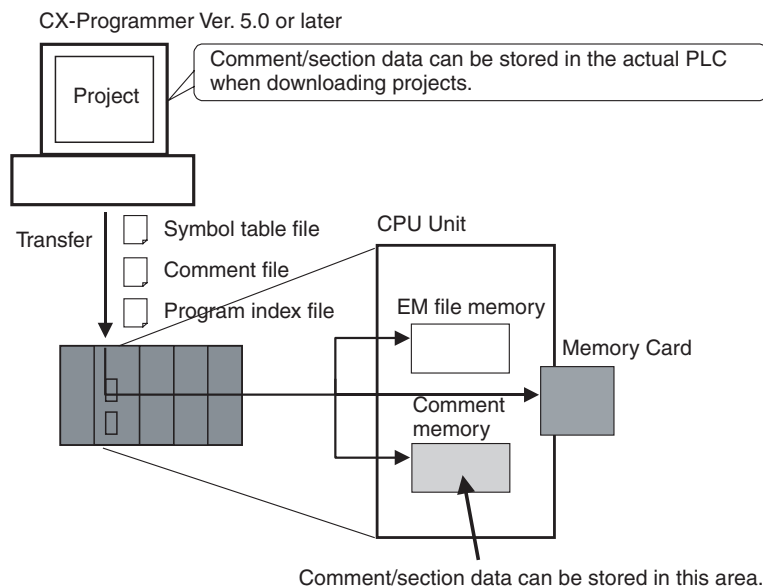 CX-Programmer Ver. 5.0 or later
Comment/section data can be stored in the actual PLC
when downloading projects.
Project
Transfer
Symbol table file
Comment file
Program index file
CPU Unit
EM file memory
Memory Card
Comment
memory
Comment/section data can be stored in this area.